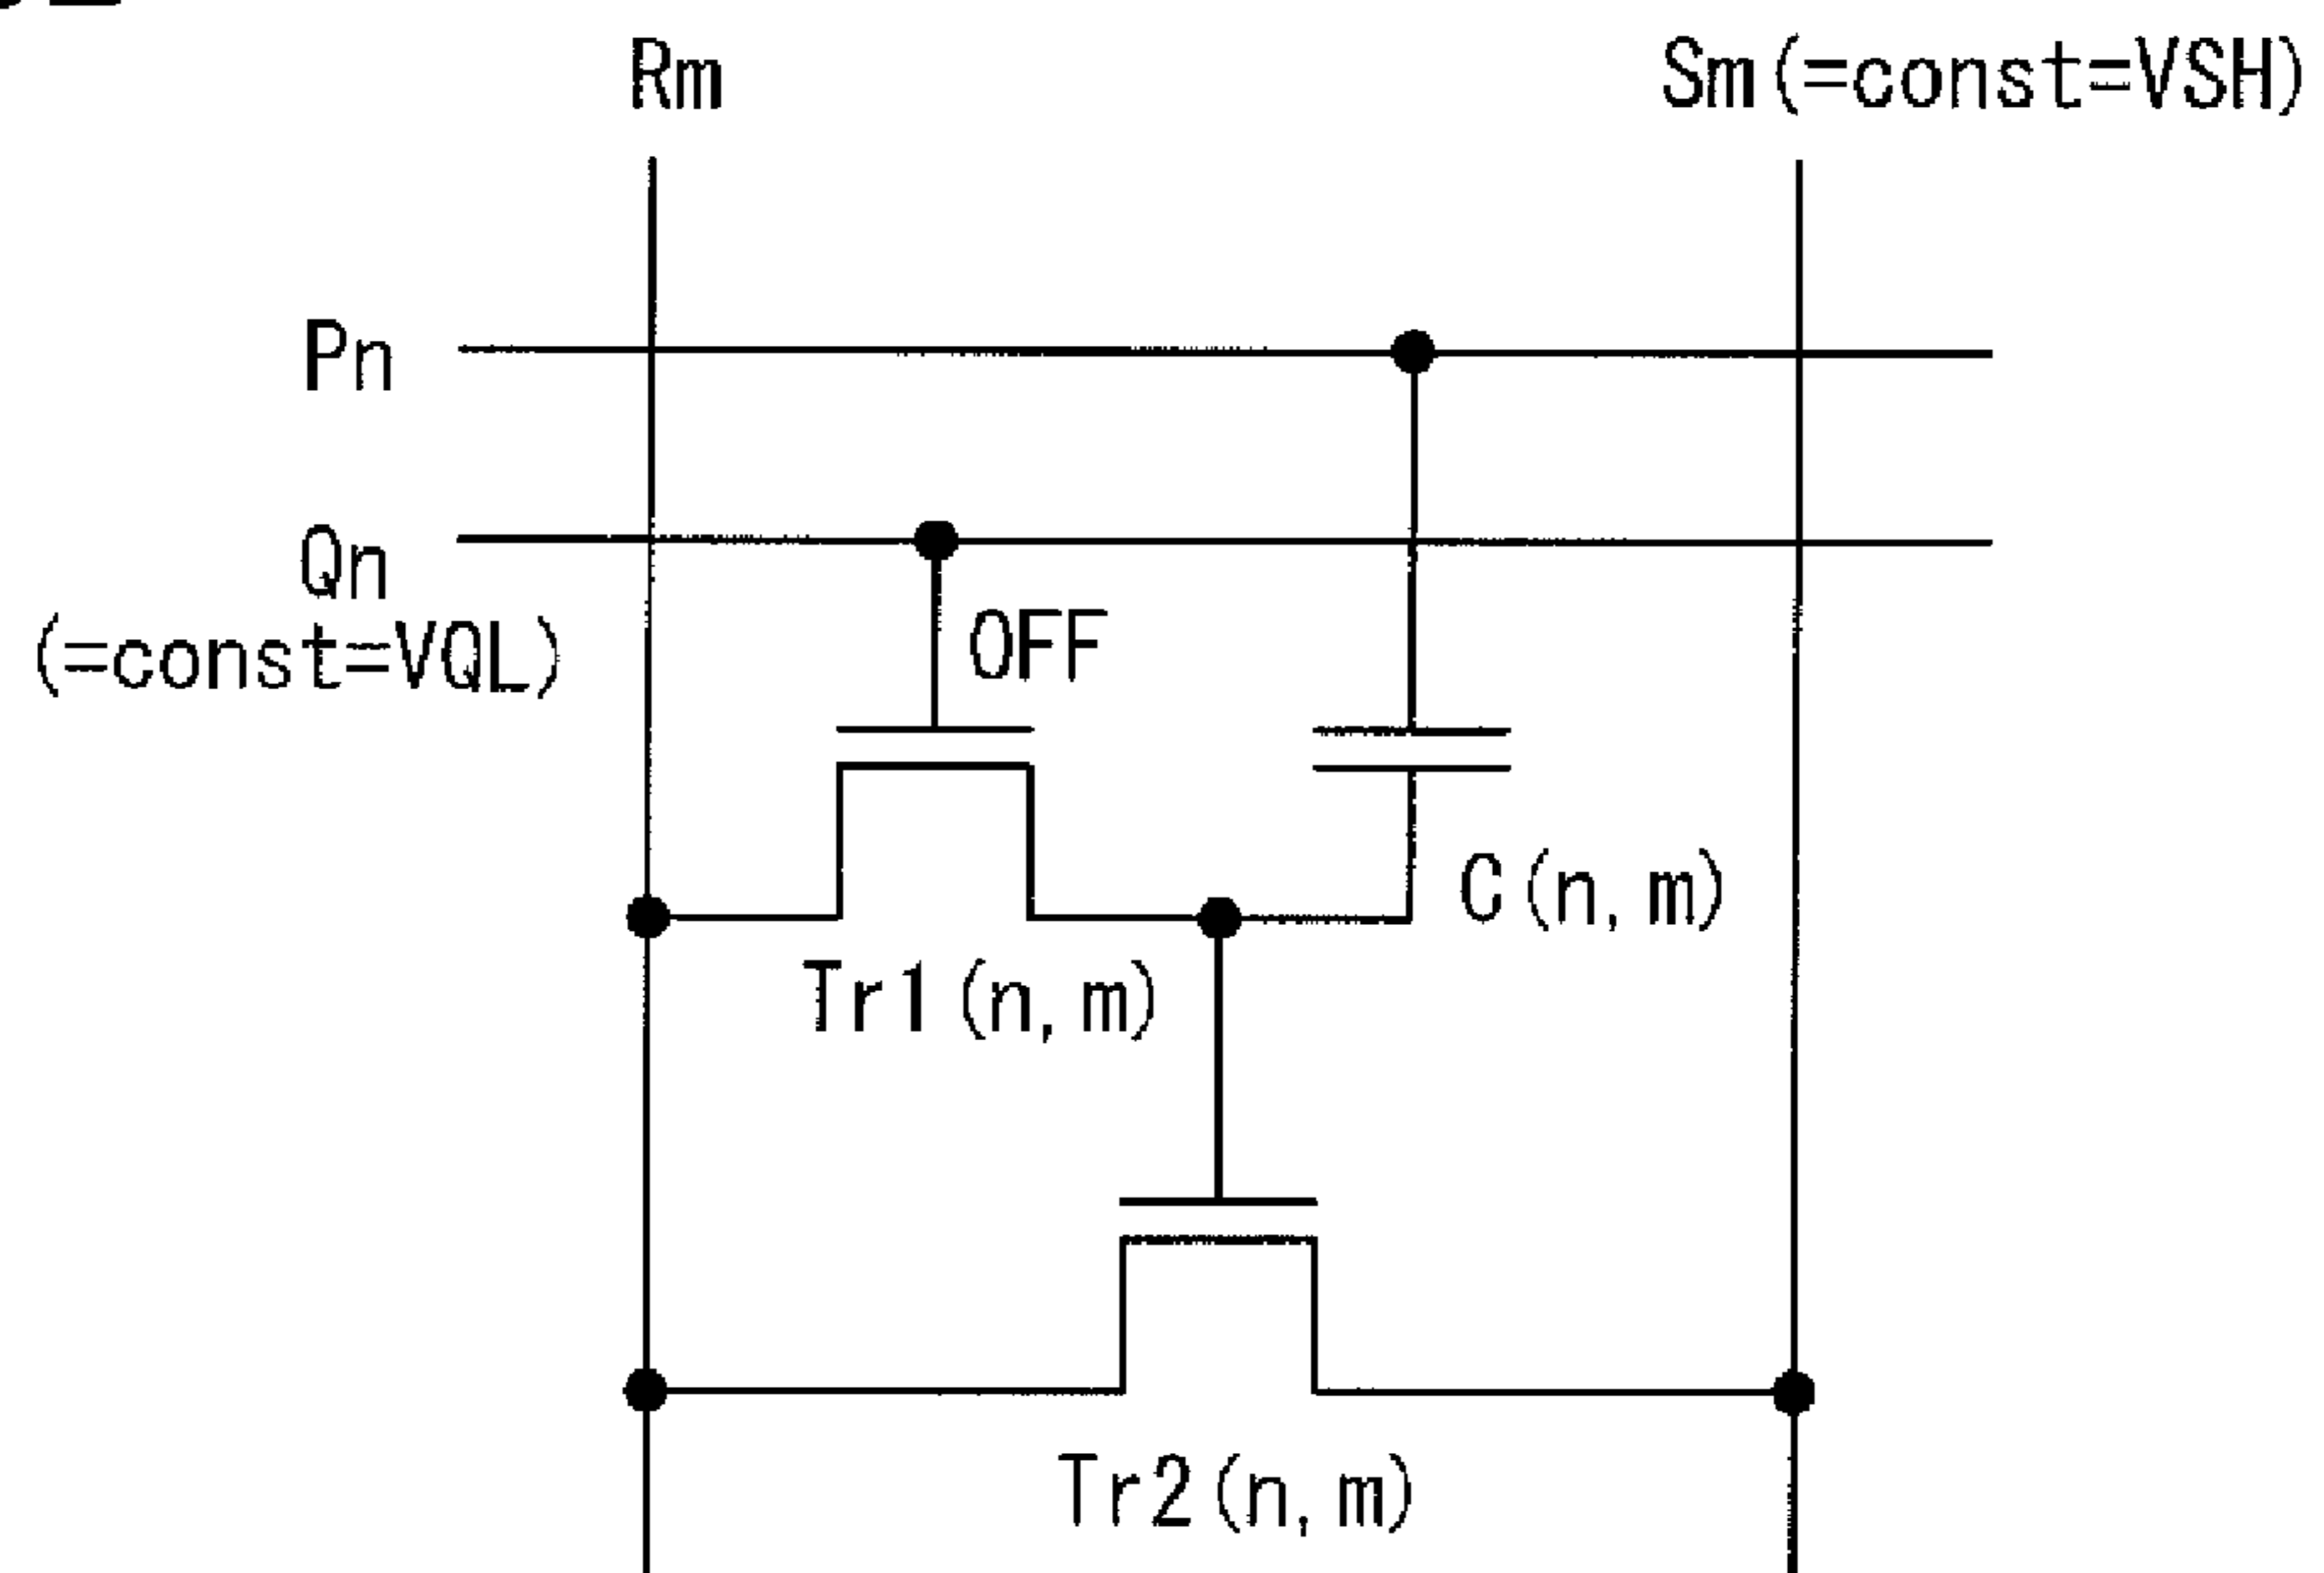 Rm
Sm(=const=VSH)
Pn
Qn
(=const=VQL)
OFF
C(n,m)
Tr1(n,m)
Tr2(n,m)